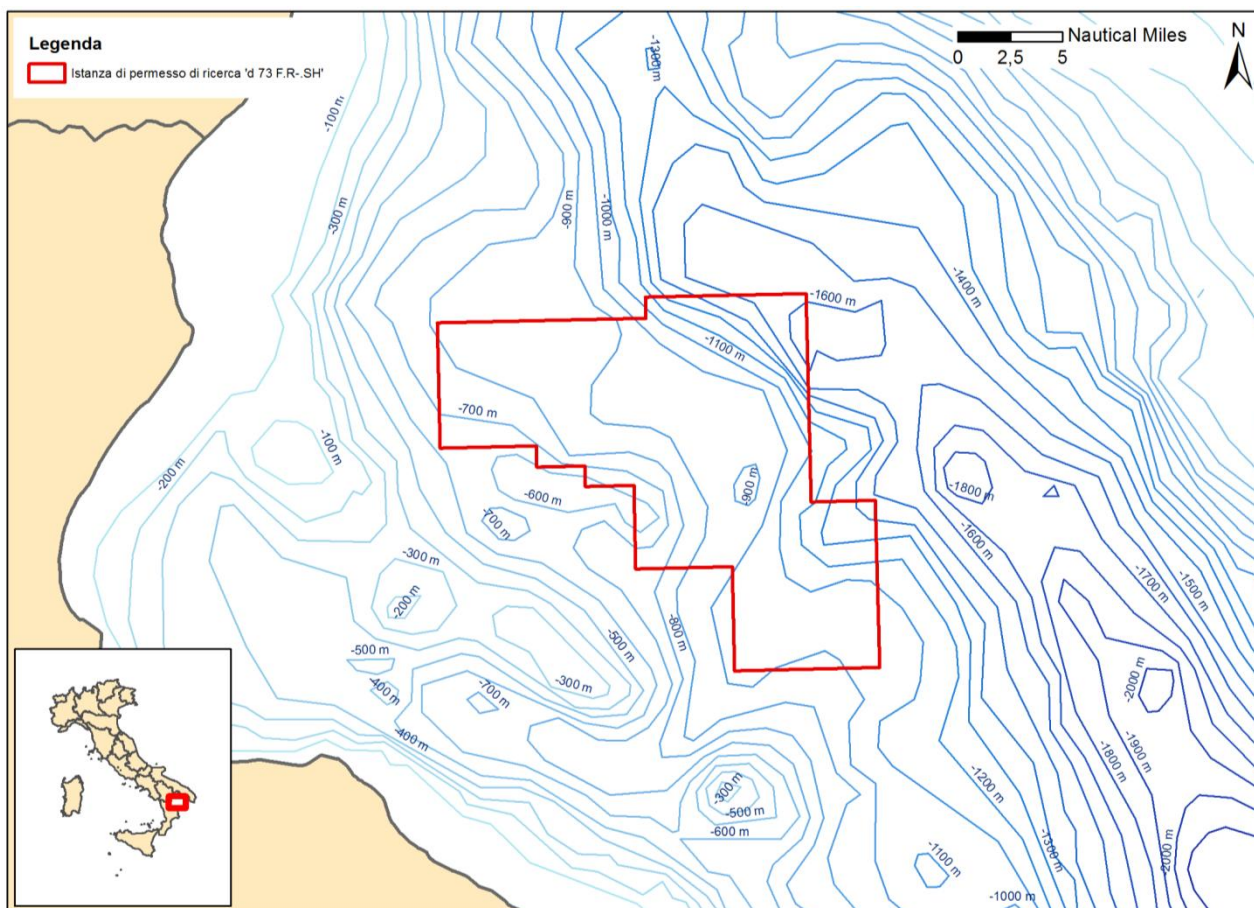 Legenda
Istanza di permesso di ricerca 'd 73 F.R-.SH'
Nautical Miles
0 2,5 5
N
-1300 m
-100 m
-300 m
-900 m
-1000 m
-1400 m
-1600 m
-1100 m
-700 m
-100 m
-200 m
-900 m
-1800 m
-600 m
-700 m
-1600 m
-300 m
-200 m
-1700 m
-1500 m
-500 m
-800 m
-500 m
-300 m
-400 m
-700 m
-2000 m
-400 m
-1900 m
-1800 m
-300 m
-500 m
-600 m
-1200 m
-1300 m
-1100 m
-2000 m
-1000 m